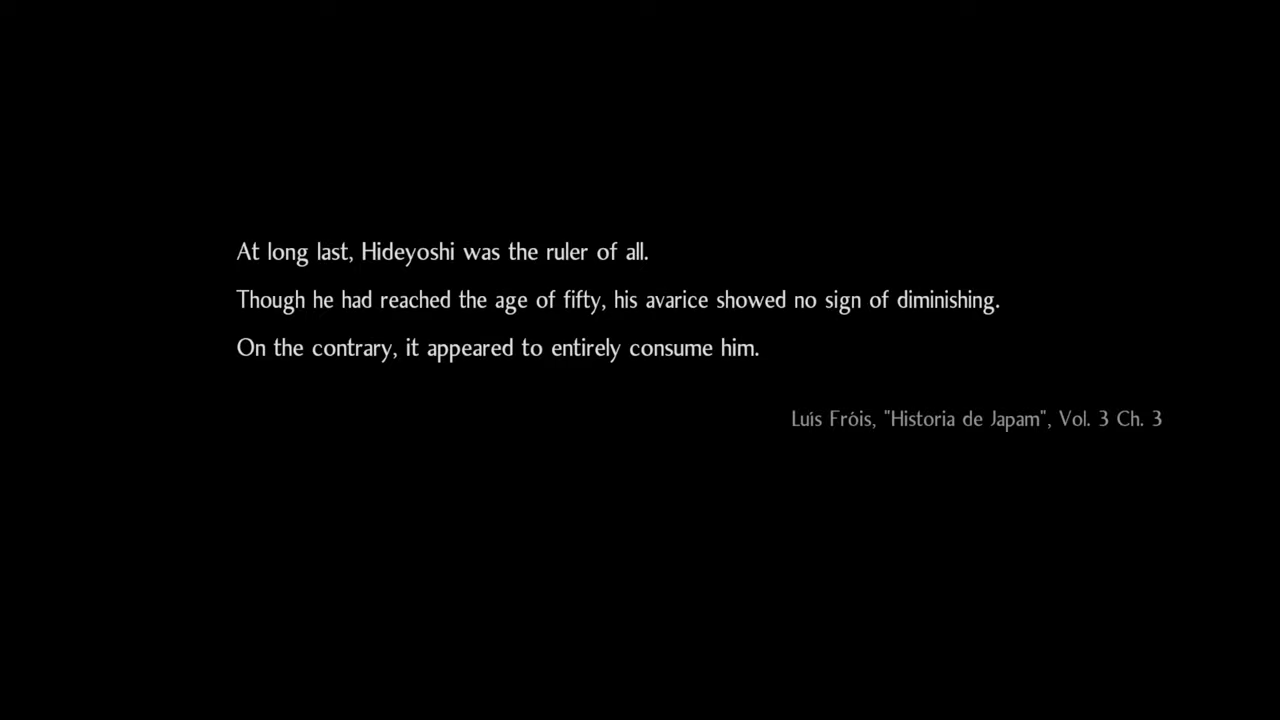 At long last, Hideyoshi was the ruler of all.
Though he had reached the age of fifty, his avarice showed no sign of diminishing.
On the contrary, it appeared to entirely consume him.
Luís Fróis, "Historia de Japam", Vol. 3 Ch. 3